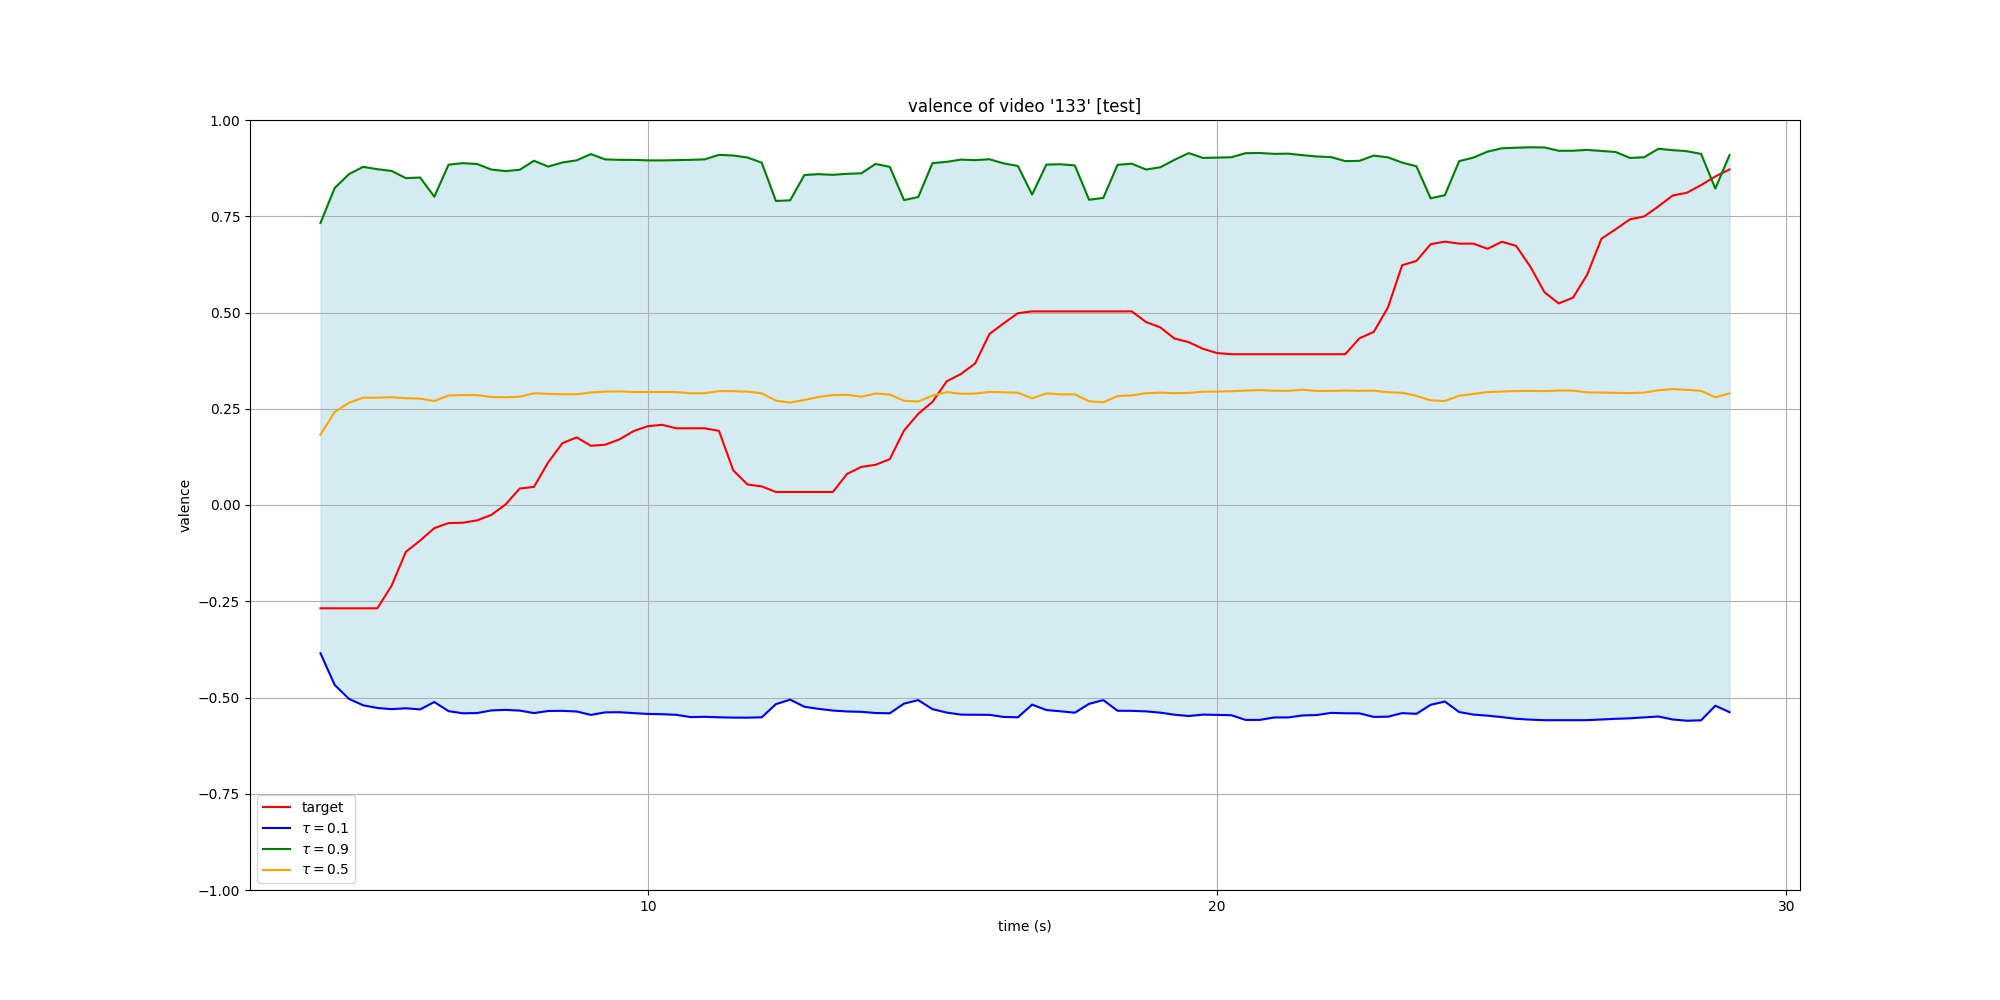 valence of video '133' [test]
1.00
0.75
0.50
0.25
0.00
−0.25
−0.50
−0.75
−1.00
valence
10
20
30
time (s)
target
τ = 0.1
τ = 0.9
τ = 0.5